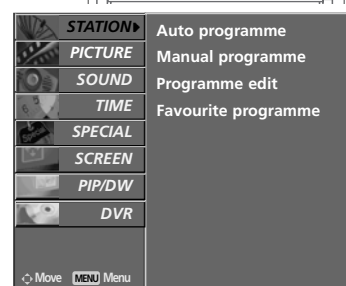 STATION
PICTURE
SOUND
TIME
SPECIAL
SCREEN
PIP/DW
DVR
Move MENU Menu
Auto programme
Manual programme
Programme edit
Favourite programme